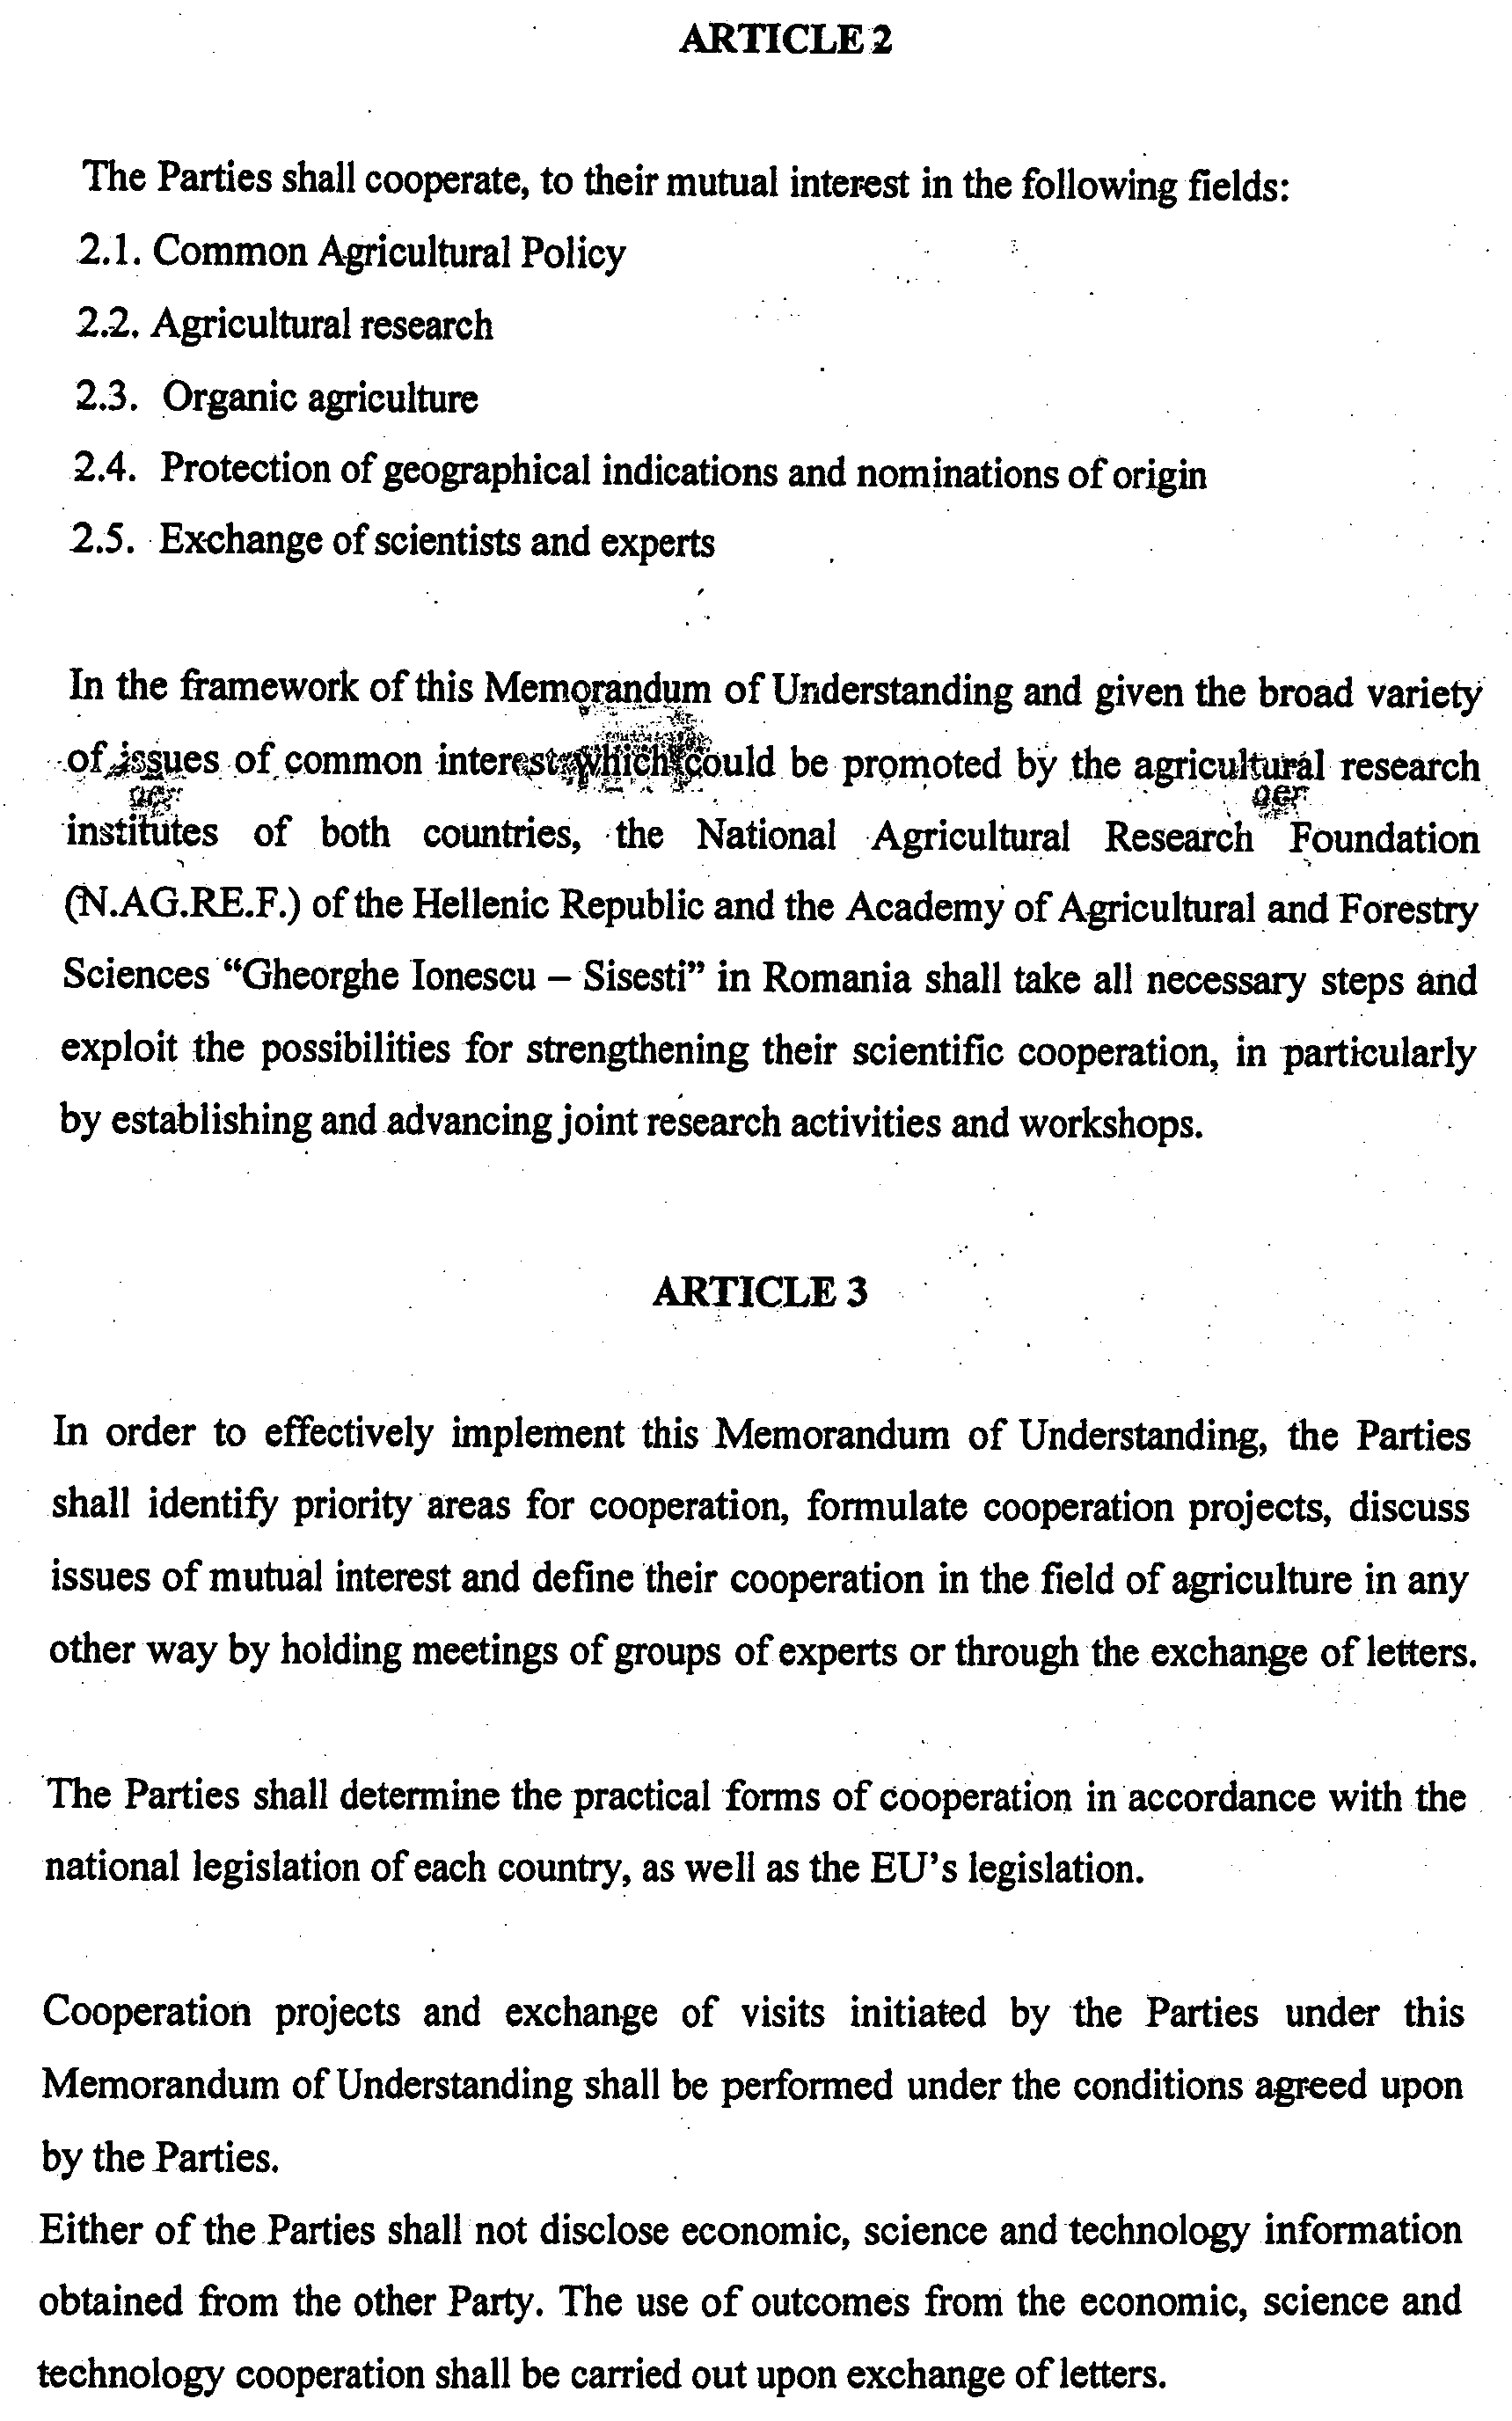 ARTICLE 2
The Parties shall cooperate, to their mutual interest in the following fields:
2.1. Common Agricultural Policy
2.2. Agricultural research
2.3. Organic agriculture
2.4. Protection of geographical indications and nominations of origin
2.5. Exchange of scientists and experts
In the framework of this Memorandum of Understanding and given the broad variety
of issues of common interest which could be promoted by the agricultural research
institutes of both countries, the National Agricultural Research Foundation
(N.AG.RE.F.) of the Hellenic Republic and the Academy of Agricultural and Forestry
Sciences “Gheorghe Ionescu – Sisesti” in Romania shall take all necessary steps and
exploit the possibilities for strengthening their scientific cooperation, in particularly
by establishing and advancing joint research activities and workshops.
ARTICLE 3
In order to effectively implement this Memorandum of Understanding, the Parties
shall identify priority areas for cooperation, formulate cooperation projects, discuss
issues of mutual interest and define their cooperation in the field of agriculture in any
other way by holding meetings of groups of experts or through the exchange of letters.
The Parties shall determine the practical forms of cooperation in accordance with the
national legislation of each country, as well as the EU’s legislation.
Cooperation projects and exchange of visits initiated by the Parties under this
Memorandum of Understanding shall be performed under the conditions agreed upon
by the Parties.
Either of the Parties shall not disclose economic, science and technology information
obtained from the other Party. The use of outcomes from the economic, science and
technology cooperation shall be carried out upon exchange of letters.